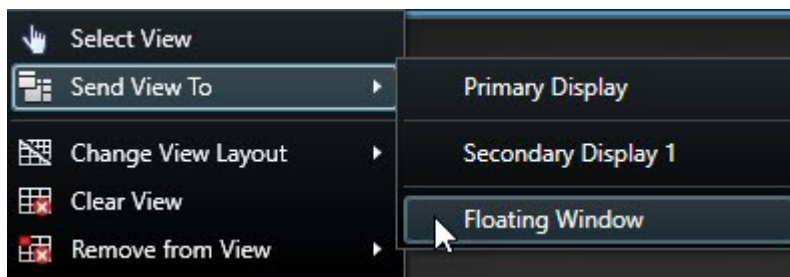 Select View
Send View To
Primary Display
Change View Layout
Secondary Display 1
Clear View
Floating Window
Remove from View